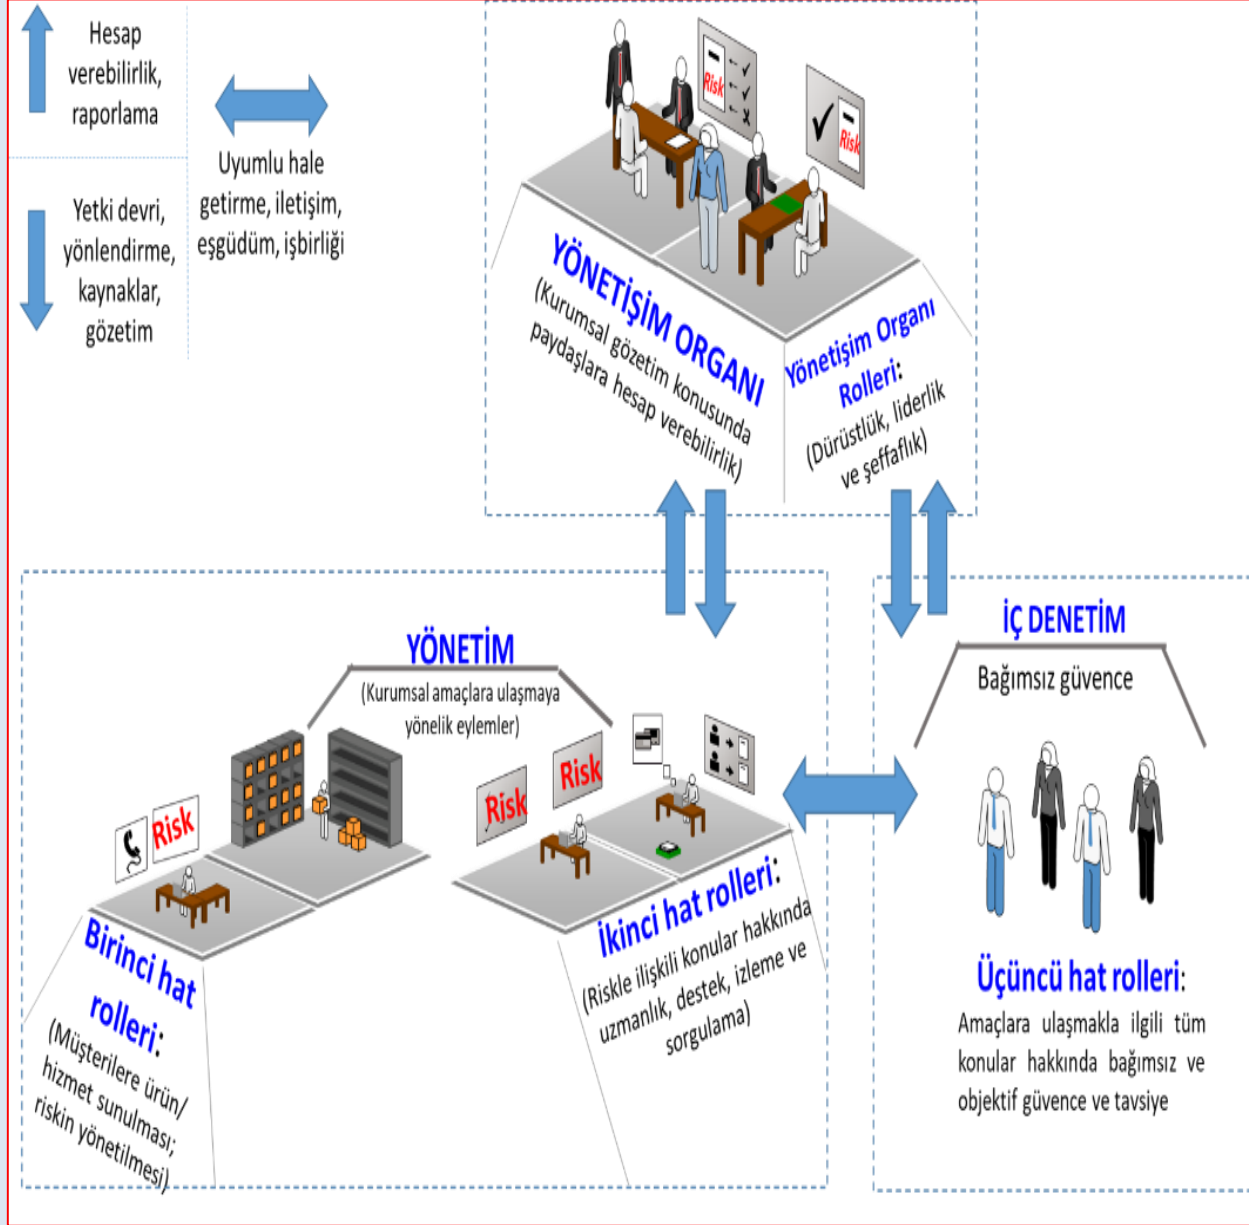 Hesap
verebilirlik,
raporlama
Yetki devri,
yönlendirme,
kaynaklar,
gözetim
Uyumlu hale
getirme, iletişim,
eşgüdüm, işbirliği
Risk
Risk
YÖNETİŞİM ORGANI
(Kurumsal gözetim konusunda
paydaşlara hesap verebilirlik)
Yönetişim Organı
Rolleri:
(Dürüstlük, liderlik
ve şeffaflık)
YÖNETİM
(Kurumsal amaçlara ulaşmaya
yönelik eylemler)
Risk
Risk
Risk
Birinci hat
rolleri:
(Müşterilere ürün/
hizmet sunulması;
riskin yönetilmesi)
İkinci hat rolleri:
(Riskle ilişkili konular hakkında
uzmanlık, destek, izleme ve
sorgulama)
İÇ DENETİM
Bağımsız güvence
Üçüncü hat rolleri:
Amaçlara ulaşmakla ilgili tüm
konular hakkında bağımsız ve
objektif güvence ve tavsiye